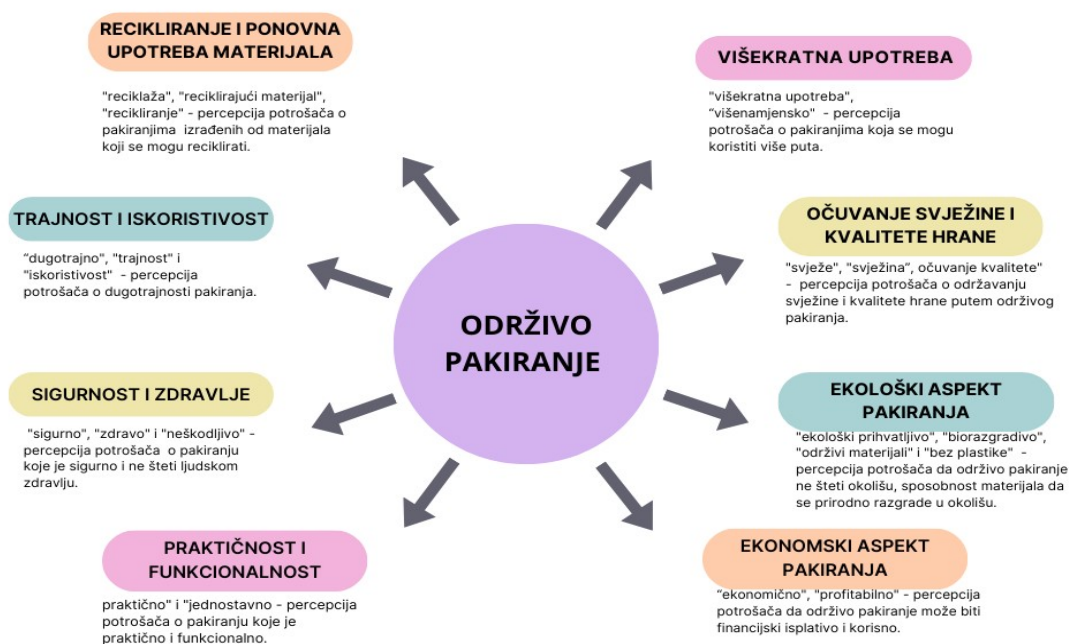 RECIKLIRANJE I PONOVNA
UPOTREBA MATERIJALA
"reciklaža", "reciklirajući materijal",
"recikliranje" - percepcija potrošača o
pakiranjima izrađenih od materijala
koji se mogu reciklirati.
VIŠEKRATNA UPOTREBA
"višekratna upotreba",
"višenamjensko" - percepcija
potrošača o pakiranjima koja se mogu
koristiti više puta.
TRAJNOST I ISKORISTIVOST
"dugotrajno", "trajnost" i
"iskoristivost" - percepcija
potrošača o dugotrajnosti pakiranja.
OČUVANJE SVJEŽINE I
KVALITETE HRANE
"svježe", "svježina", očuvanje kvalitete"
- percepcija potrošača o održavanju
svježine i kvalitete hrane putem održivog
pakiranja.
ODRŽIVO
PAKIRANJE
SIGURNOST I ZDRAVLJE
"sigurno", "zdravo" i "neškodljivo" -
percepcija potrošača o pakiranju
koje je sigurno i ne šteti ljudskom
zdravlju.
EKOLOŠKI ASPEKT
PAKIRANJA
"ekološki prihvatljivo", "biorazgradivo",
"održivi materijali" i "bez plastike" -
percepcija potrošača da održivo pakiranje
ne šteti okolišu, sposobnost materijala da
se prirodno razgrade u okolišu.
PRAKTIČNOST I
FUNKCIONALNOST
praktično" i "jednostavno - percepcija
potrošača o pakiranju koje je
praktično i funkcionalno.
EKONOMSKI ASPEKT
PAKIRANJA
"ekonomično", "profitabilno" - percepcija
potrošača da održivo pakiranje može biti
financijski isplativo i korisno.